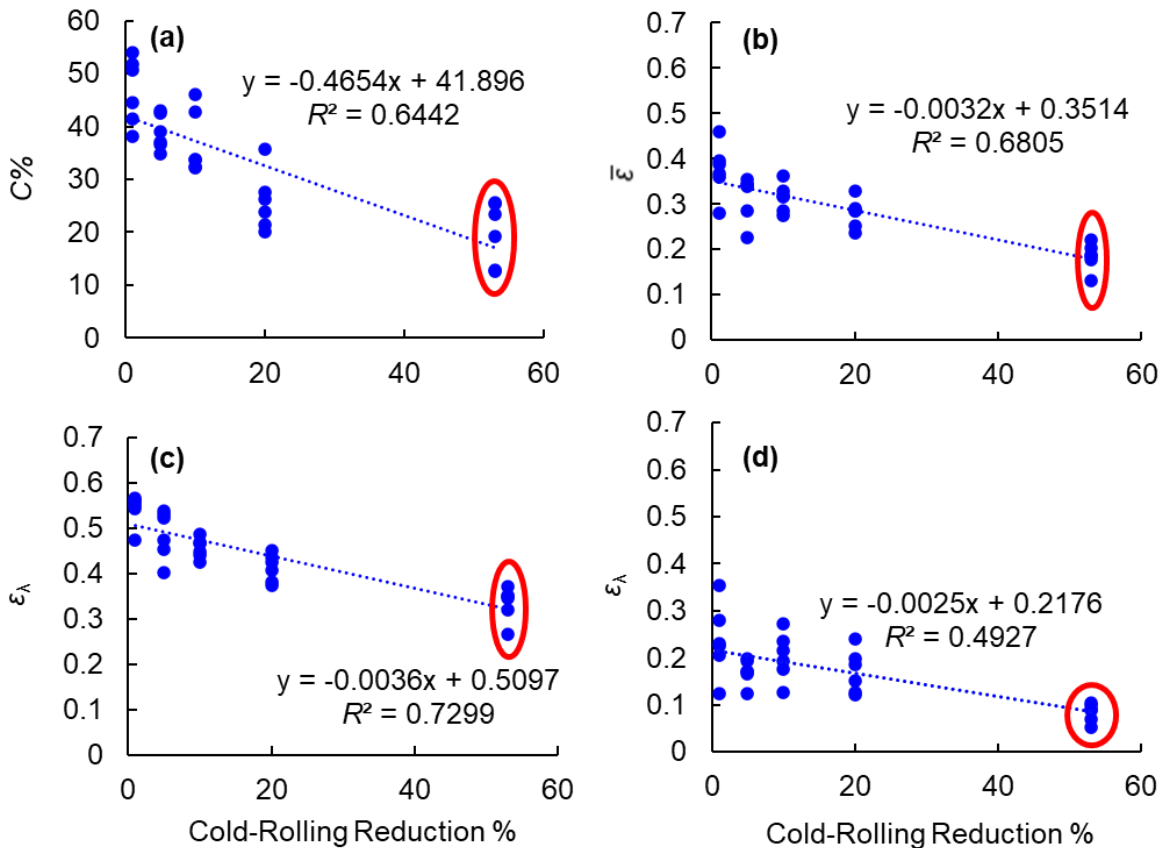 (a)
y = -0.4654x + 41.896
R² = 0.6442
C%
60
50
40
30
20
10
0
0 20 40 60
(b)
y = -0.0032x + 0.3514
R² = 0.6805
ε̅
0.7
0.6
0.5
0.4
0.3
0.2
0.1
0
0 20 40 60
(c)
y = -0.0036x + 0.5097
R² = 0.7299
ελ
0.7
0.6
0.5
0.4
0.3
0.2
0.1
0
0 20 40 60
Cold-Rolling Reduction %
(d)
y = -0.0025x + 0.2176
R² = 0.4927
ελ
0.7
0.6
0.5
0.4
0.3
0.2
0.1
0
0 20 40 60
Cold-Rolling Reduction %